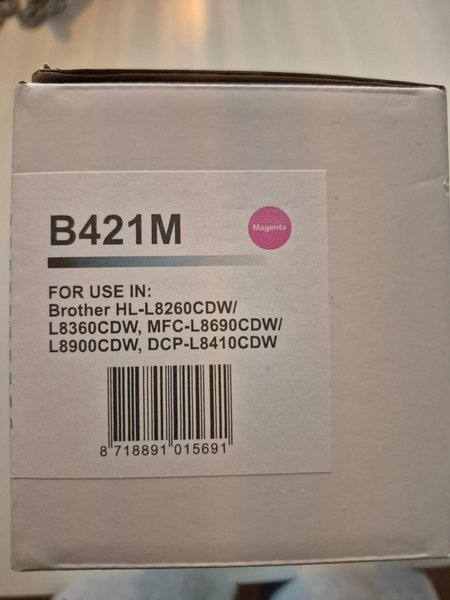 B421M
Magenta
FOR USE IN:
Brother HL-L8260CDW/
L8360CDW, MFC-L8690CDW/
L8900CDW, DCP-L8410CDW
8 718891 015691